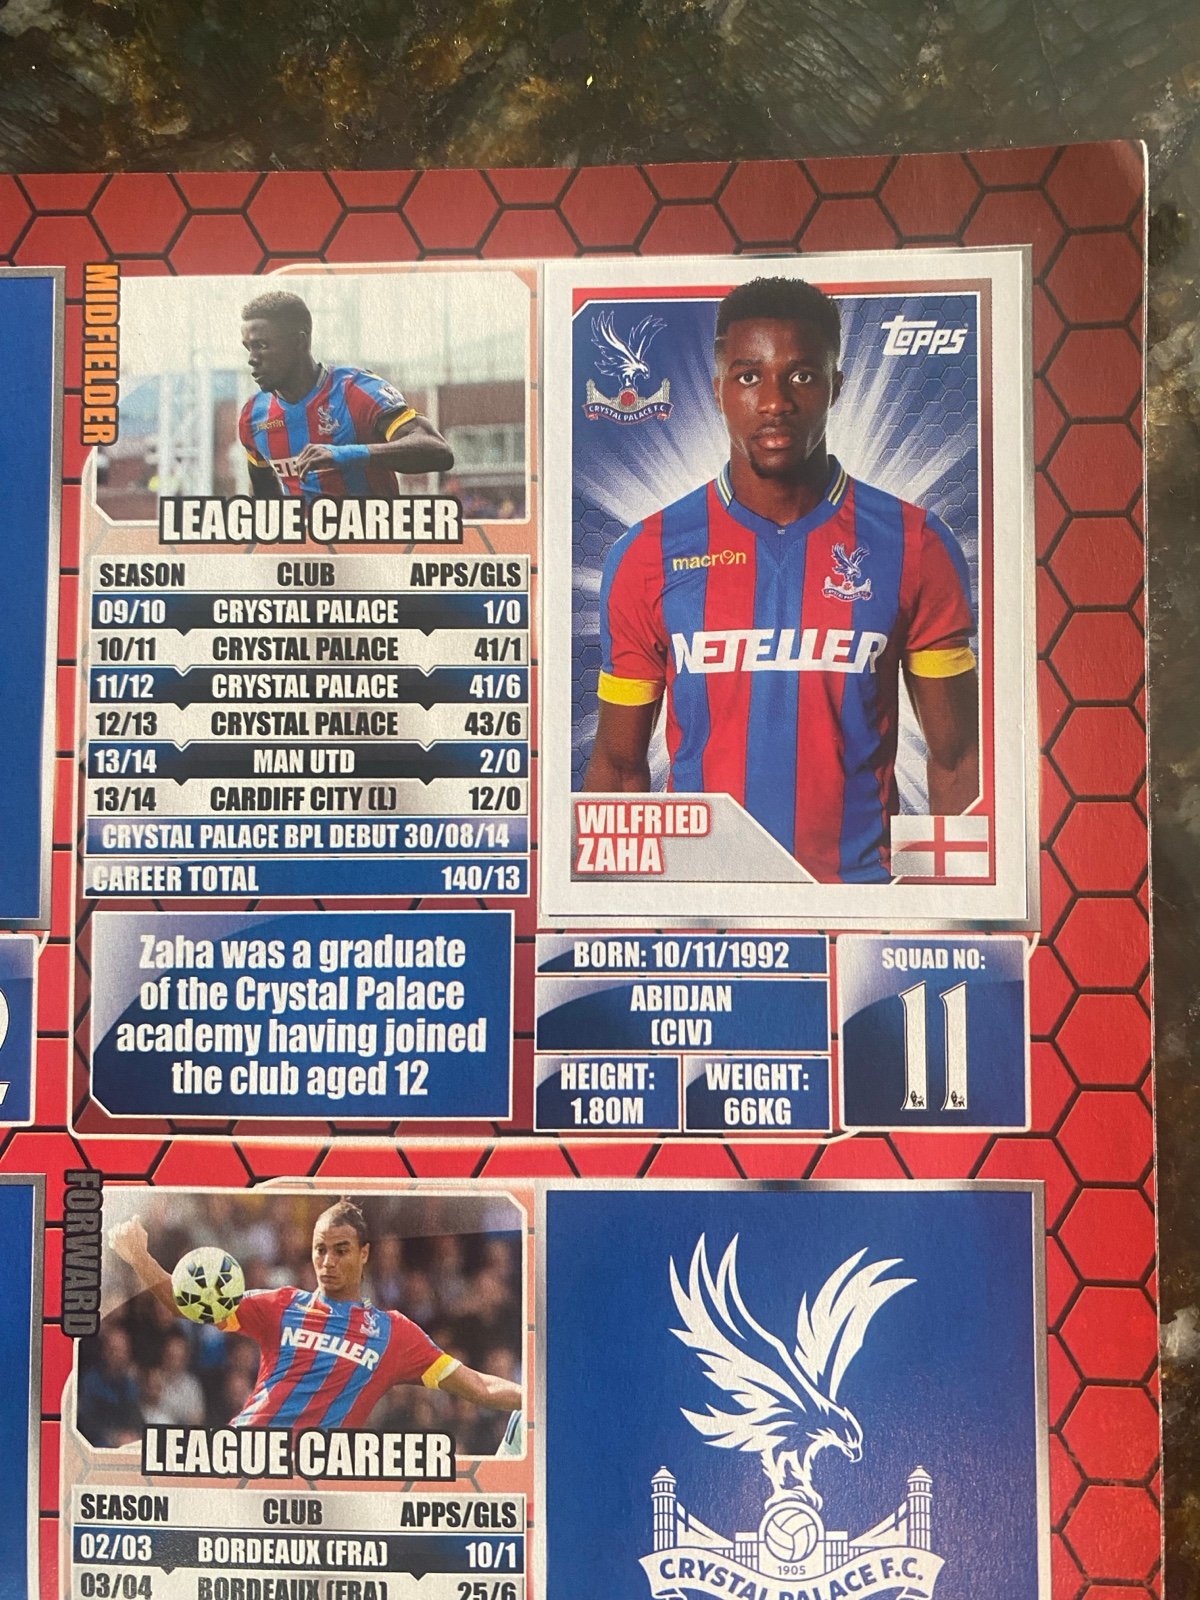 MIDFIELDER
macron
LEAGUE CAREER
SEASON CLUB APPS/GLS
09/10 CRYSTAL PALACE 1/0
10/11 CRYSTAL PALACE 41/1
11/12 CRYSTAL PALACE 41/6
12/13 CRYSTAL PALACE 43/6
13/14 MAN UTD 2/0
13/14 CARDIFF CITY (L) 12/0
CRYSTAL PALACE BPL DEBUT 30/08/14
CAREER TOTAL 140/13
Zaha was a graduate
of the Crystal Palace
academy having joined
the club aged 12
topps
CRYSTAL PALACE F.C.
macron
NETELLER
WILFRIED
ZAHA
BORN: 10/11/1992
ABIDJAN
(CIV)
HEIGHT:
1.80M
WEIGHT:
66KG
SQUAD NO:
11
FORWARD
NETELLER
LEAGUE CAREER
SEASON CLUB APPS/GLS
02/03 BORDEAUX (FRA) 10/1
03/04 BORDEAUX (FRA) 25/6
1905
CRYSTAL PALACE F.C.